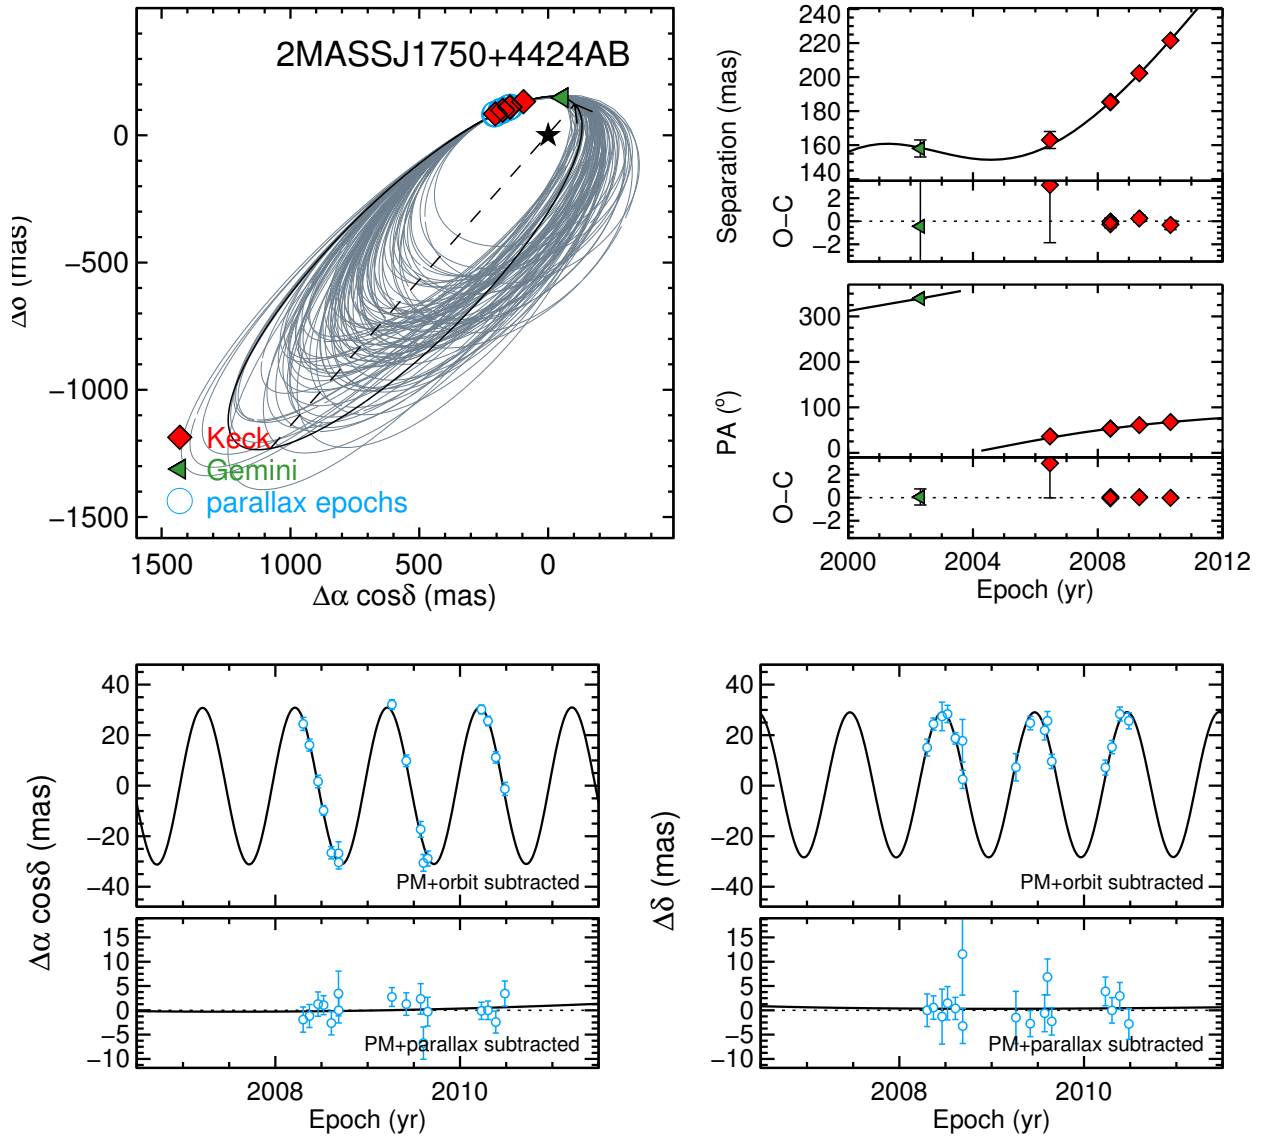 2MASSJ1750+4424AB
0
−500
−1000
−1500
Δδ (mas)
1500 1000 500 0
Δα cosδ (mas)
Keck
Gemini
parallax epochs
240
220
200
180
160
140
Separation (mas)
2
0
−2
O−C
300
200
100
0
PA (°)
2
0
−2
O−C
2000 2004 2008 2012
Epoch (yr)
40
20
0
−20
−40
PM+orbit subtracted
15
10
5
0
−5
−10
PM+parallax subtracted
Δα cosδ (mas)
2008 2010
Epoch (yr)
40
20
0
−20
−40
PM+orbit subtracted
15
10
5
0
−5
−10
PM+parallax subtracted
Δδ (mas)
2008 2010
Epoch (yr)